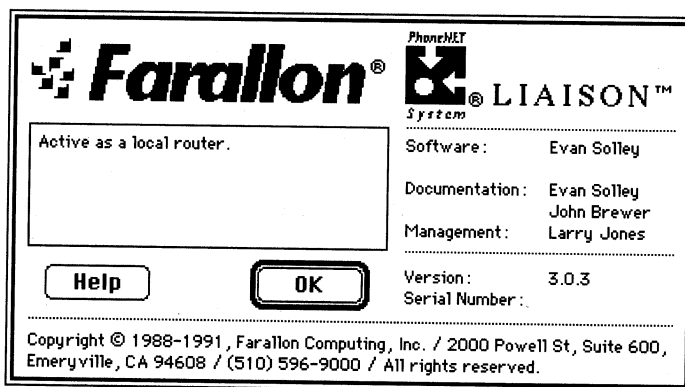 Farallon®
PhoneNET
System
® LIAISON™
Active as a local router.
Software: Evan Solley
Documentation: Evan Solley
John Brewer
Management: Larry Jones
Help
OK
Version: 3.0.3
Serial Number:
Copyright © 1988-1991, Farallon Computing, Inc. / 2000 Powell St, Suite 600,
Emeryville, CA 94608 / (510) 596-9000 / All rights reserved.